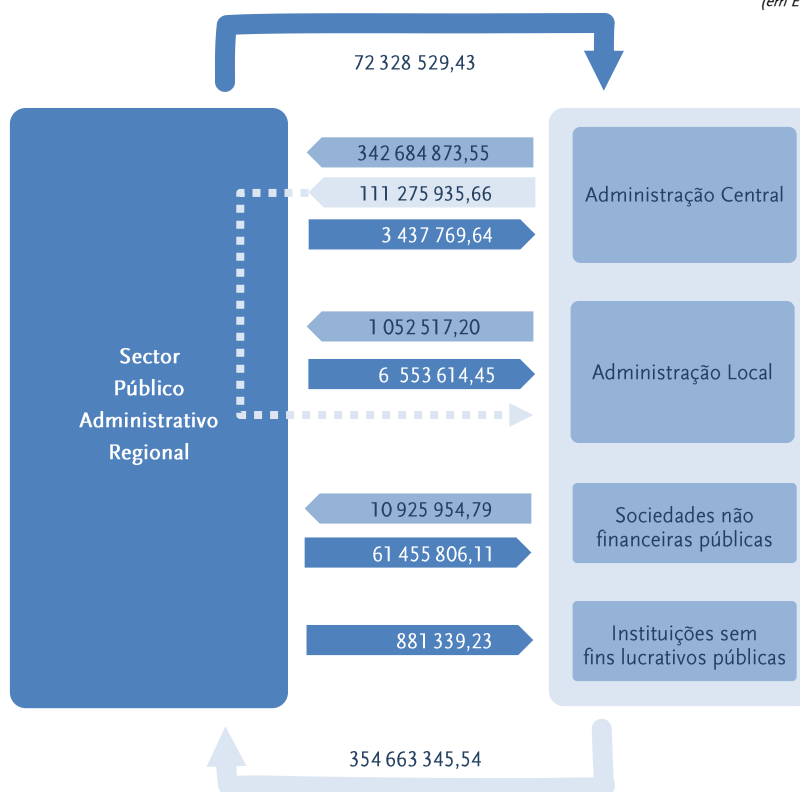 (em E
72 328 529,43
342 684 873,55
111 275 935,66
3 437 769,64
Administração Central
1 052 517,20
6 553 614,45
Administração Local
Sector
Público
Administrativo
Regional
10 925 954,79
61 455 806,11
Sociedades não
financeiras públicas
881 339,23
Instituições sem
fins lucrativos públicas
354 663 345,54